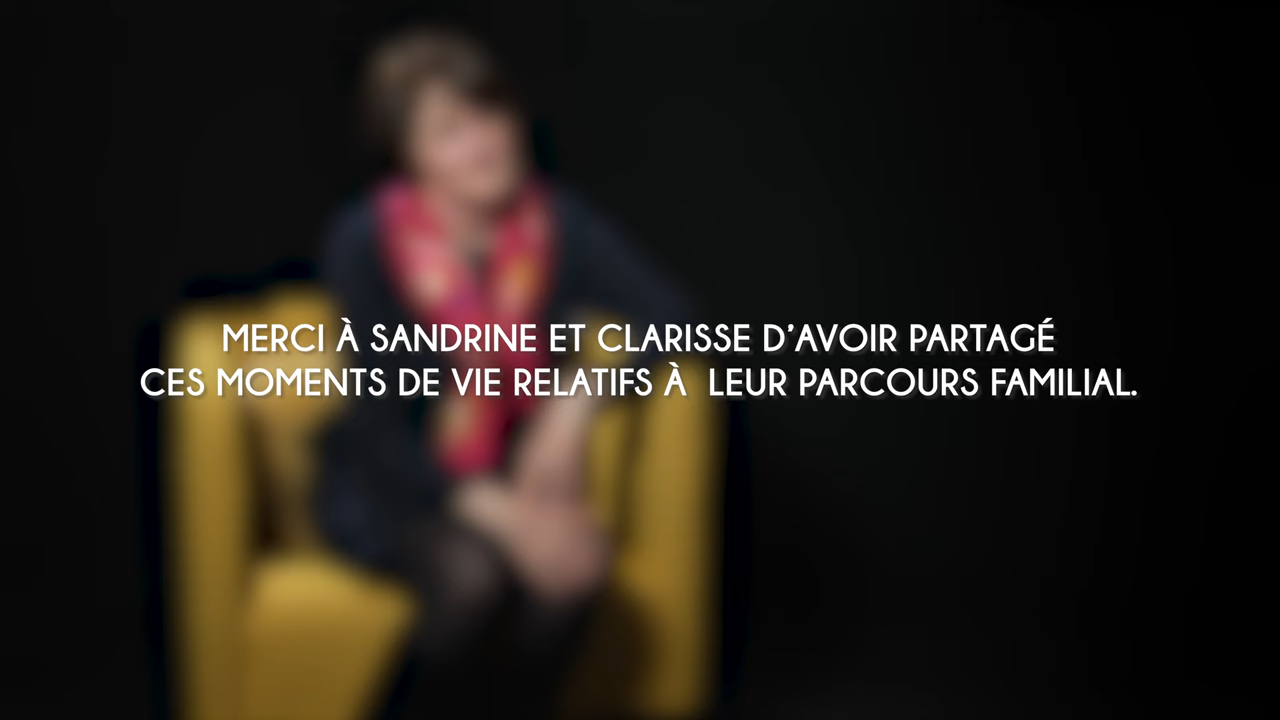 MERCI À SANDRINE ET CLARISSE D’AVOIR PARTAGÉ
CES MOMENTS DE VIE RELATIFS À  LEUR PARCOURS FAMILIAL.